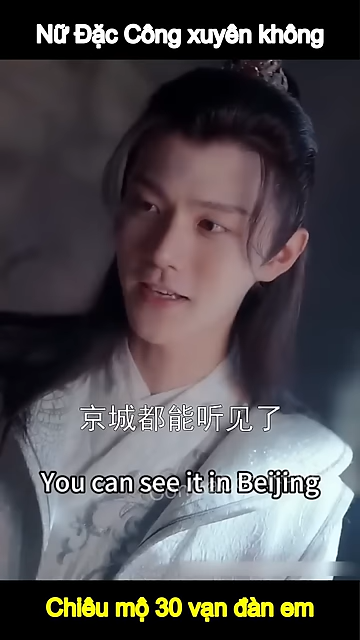 Nữ Đặc Công xuyên không
京城都能听见了
You can see it in Beijing
Chiêu mộ 30 vạn đàn em